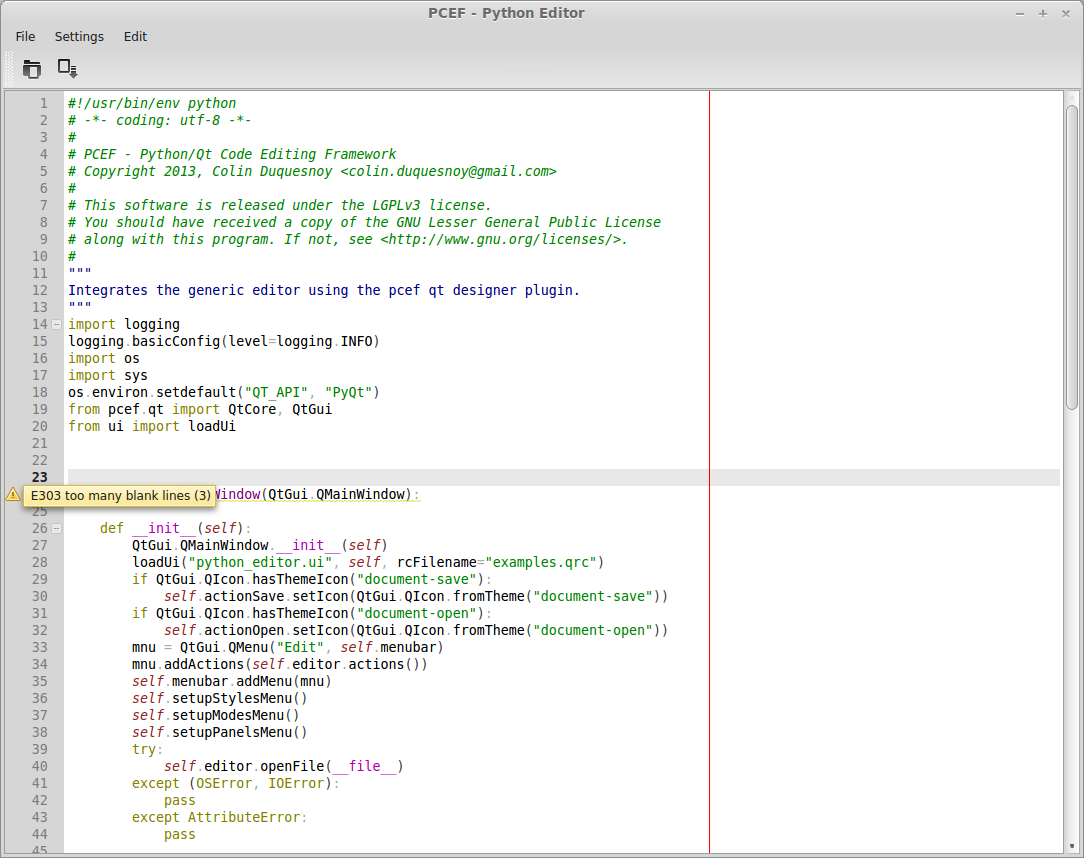 PCEF - Python Editor
File Settings Edit
1 #!/usr/bin/env python
2 # -*- coding: utf-8 -*-
3 #
4 # PCEF - Python/Qt Code Editing Framework
5 # Copyright 2013, Colin Duquesnoy <colin.duquesnoy@gmail.com>
6 #
7 # This software is released under the LGPLv3 license.
8 # You should have received a copy of the GNU Lesser General Public License
9 # along with this program. If not, see <http://www.gnu.org/licenses/>.
10 #
11 """
12 Integrates the generic editor using the pcef qt designer plugin.
13 """
14 import logging
15 logging.basicConfig(level=logging.INFO)
16 import os
17 import sys
18 os.environ.setdefault("QT_API", "PyQt")
19 from pcef.qt import QtCore, QtGui
20 from ui import loadUi
21
22
23
E303 too many blank lines (3) Window(QtGui.QMainWindow):
25
26 def __init__(self):
27 QtGui.QMainWindow.__init__(self)
28 loadUi("python_editor.ui", self, rcFilename="examples.qrc")
29 if QtGui.QIcon.hasThemeIcon("document-save"):
30 self.actionSave.setIcon(QtGui.QIcon.fromTheme("document-save"))
31 if QtGui.QIcon.hasThemeIcon("document-open"):
32 self.actionOpen.setIcon(QtGui.QIcon.fromTheme("document-open"))
33 mnu = QtGui.QMenu("Edit", self.menubar)
34 mnu.addActions(self.editor.actions())
35 self.menubar.addMenu(mnu)
36 self.setupStylesMenu()
37 self.setupModesMenu()
38 self.setupPanelsMenu()
39 try:
40 self.editor.openFile(__file__)
41 except (OSError, IOError):
42 pass
43 except AttributeError:
44 pass
45